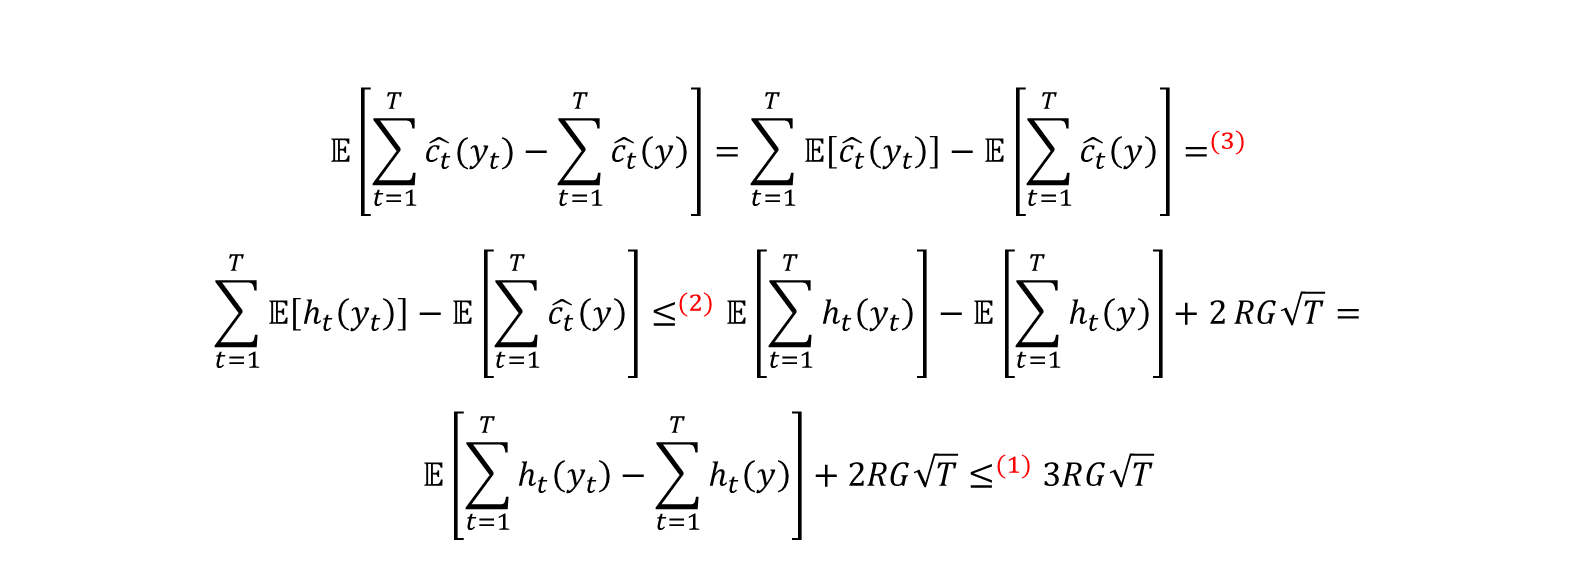 𝔼[∑_{t=1}^{T} ĉ_t(y_t) − ∑_{t=1}^{T} ĉ_t(y)] = ∑_{t=1}^{T} 𝔼[ĉ_t(y_t)] − 𝔼[∑_{t=1}^{T} ĉ_t(y)] =^{(3)}
∑_{t=1}^{T} 𝔼[h_t(y_t)] − 𝔼[∑_{t=1}^{T} ĉ_t(y)] ≤^{(2)} 𝔼[∑_{t=1}^{T} h_t(y_t)] − 𝔼[∑_{t=1}^{T} h_t(y)] + 2 RG√T =
𝔼[∑_{t=1}^{T} h_t(y_t) − ∑_{t=1}^{T} h_t(y)] + 2RG√T ≤^{(1)} 3RG√T